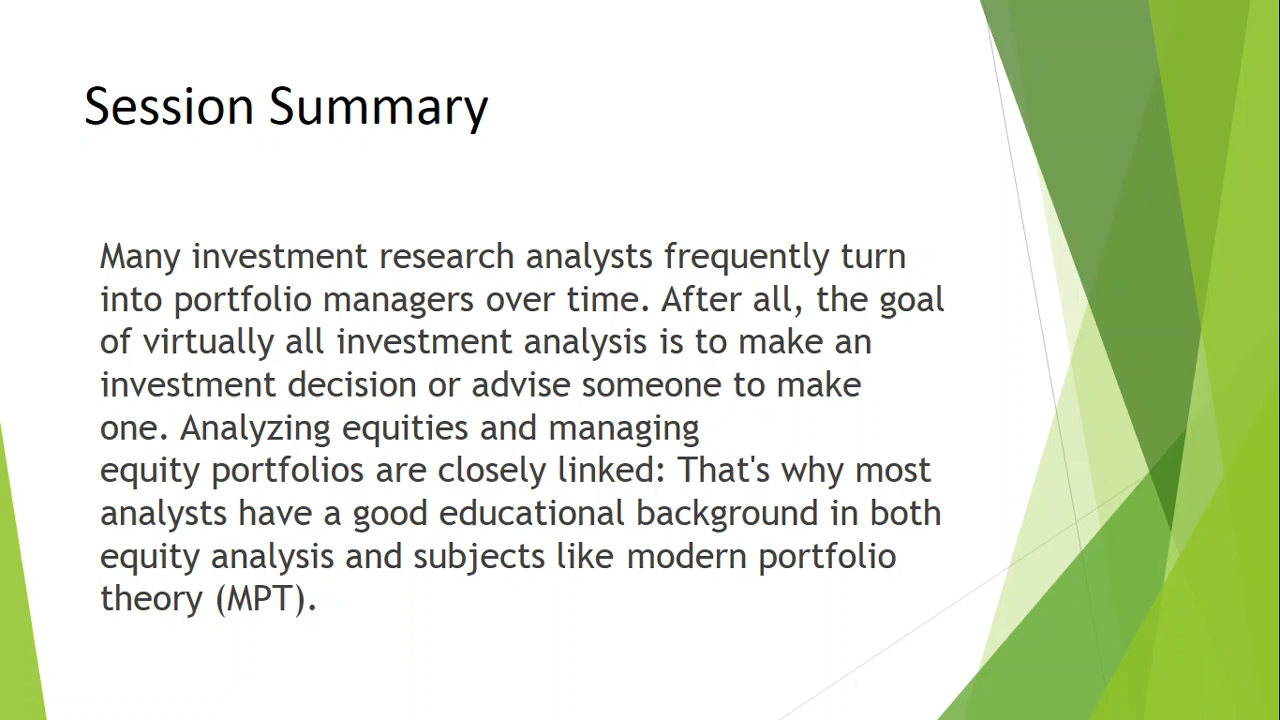 Session Summary
Many investment research analysts frequently turn
into portfolio managers over time. After all, the goal
of virtually all investment analysis is to make an
investment decision or advise someone to make
one. Analyzing equities and managing
equity portfolios are closely linked: That's why most
analysts have a good educational background in both
equity analysis and subjects like modern portfolio
theory (MPT).